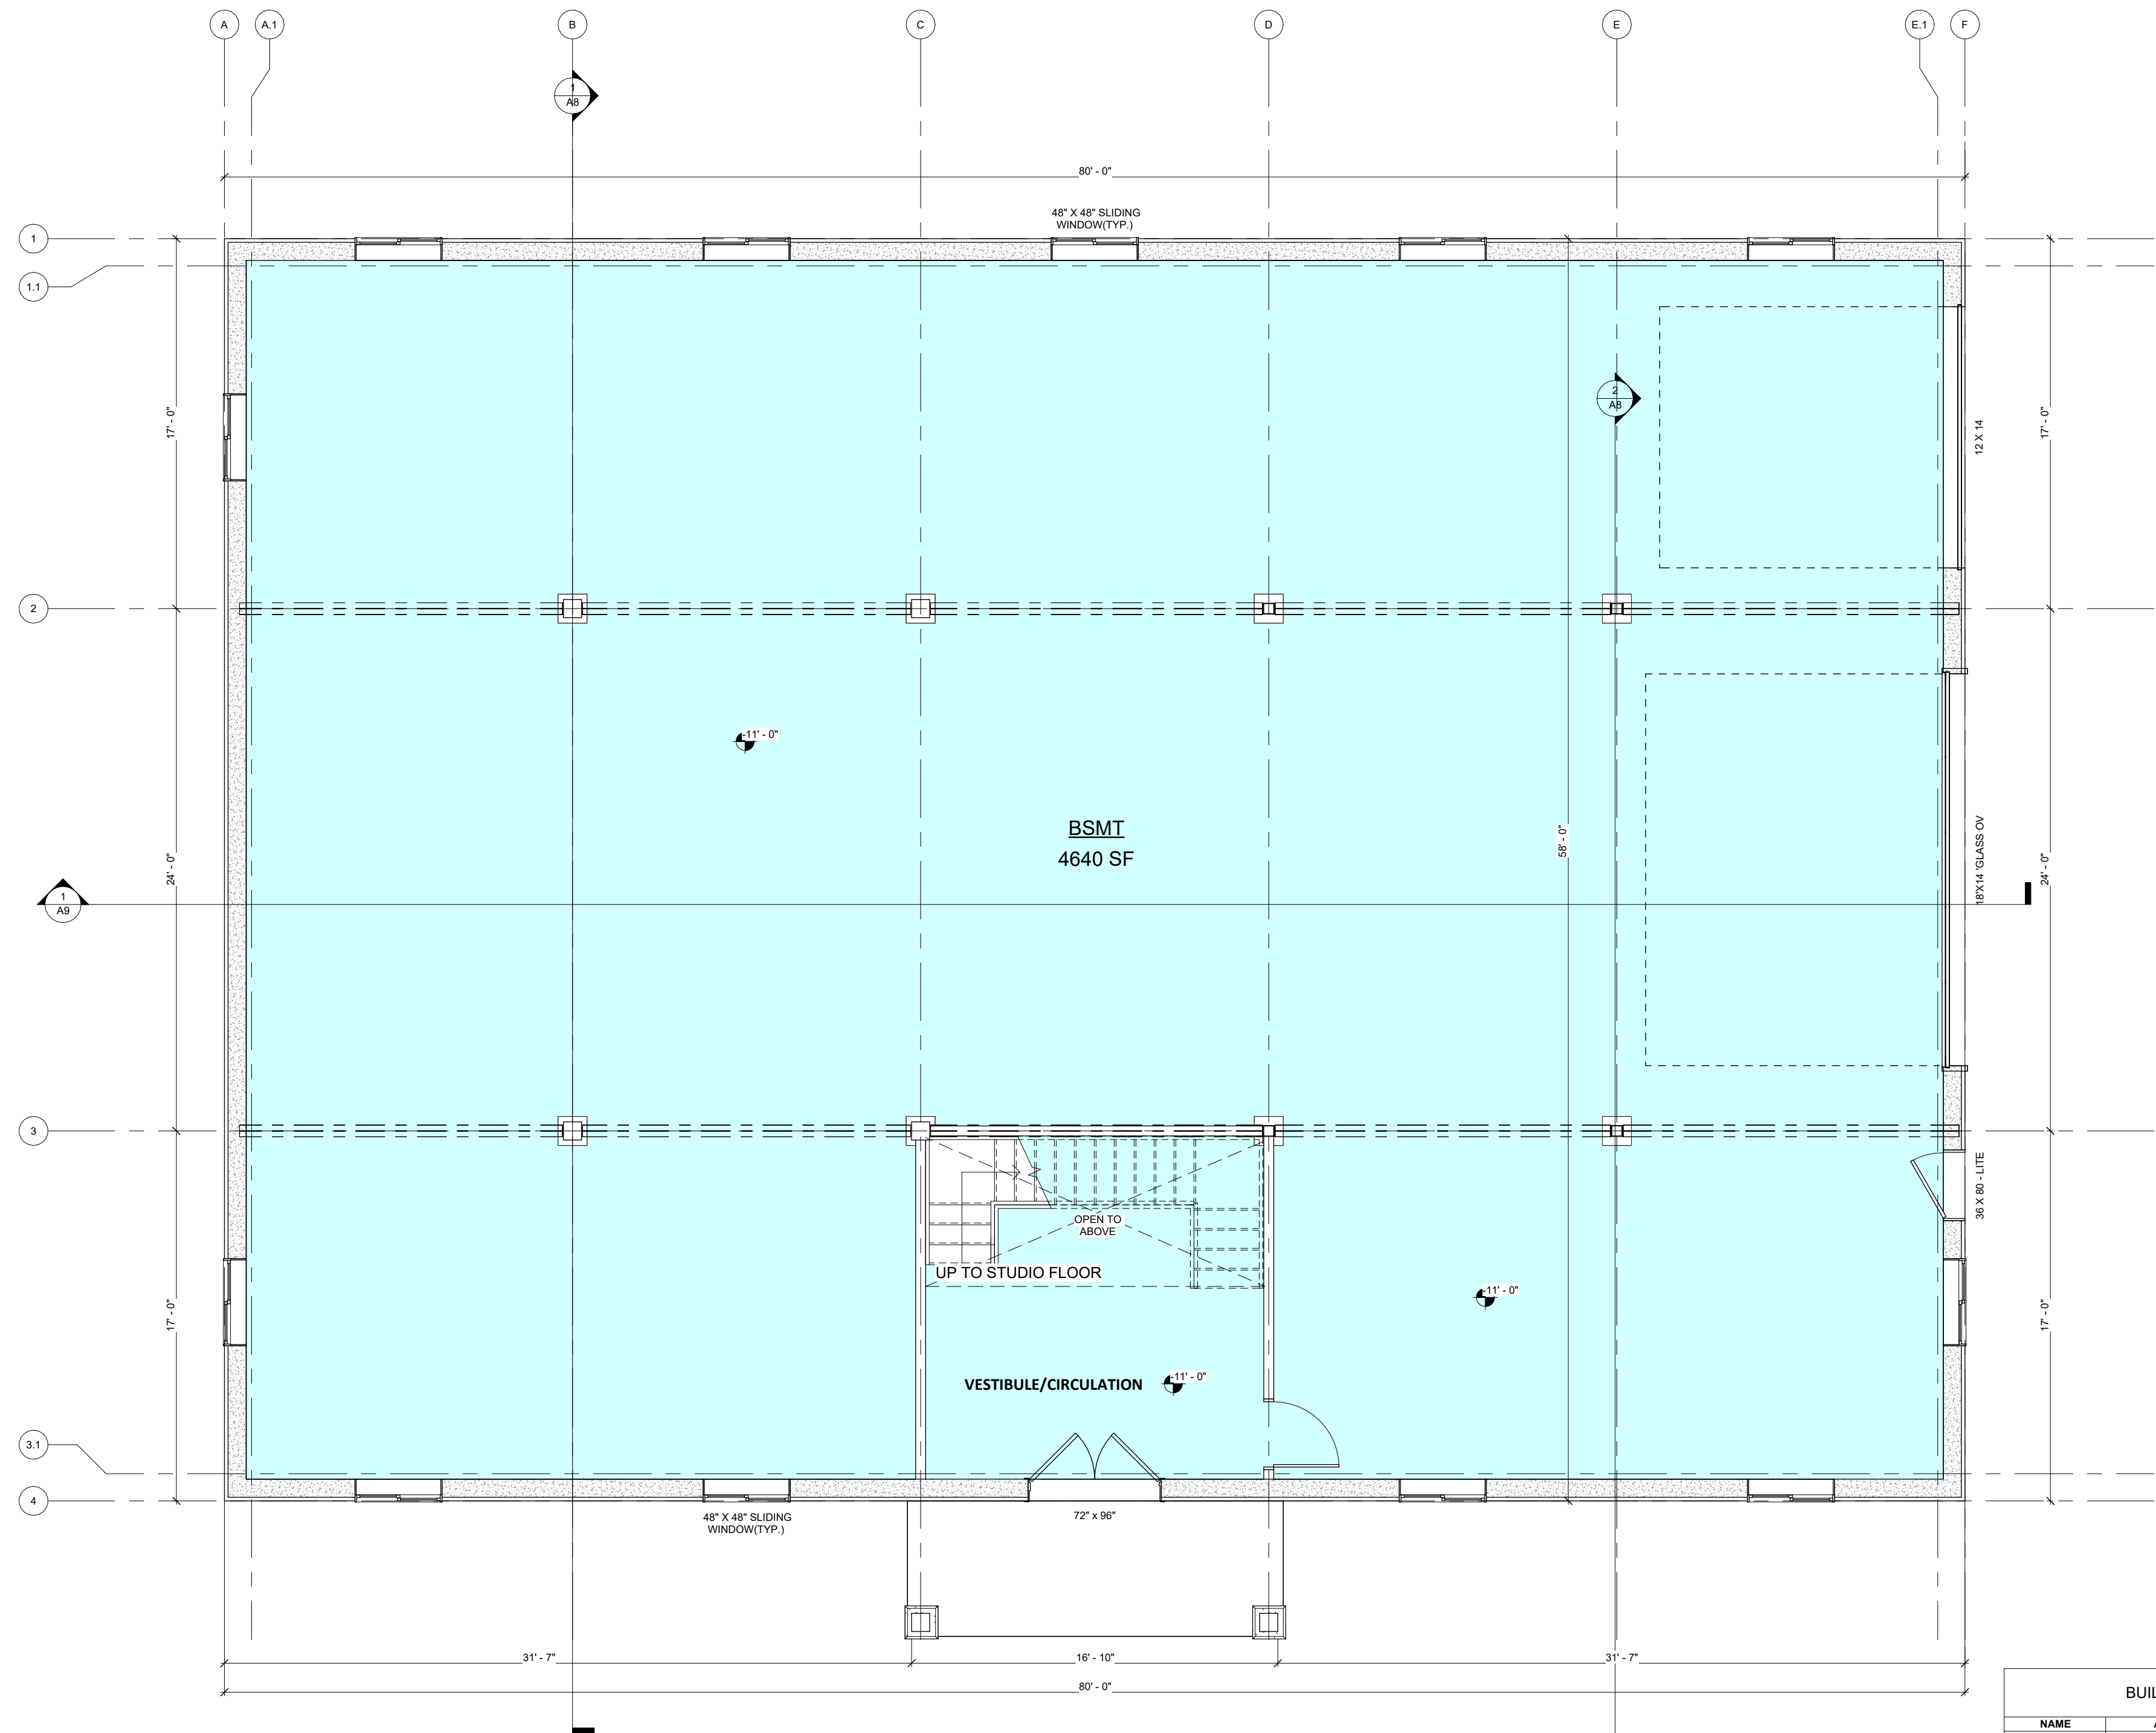 A
A.1
B
C
D
E
E.1
F
1
A8
80' - 0"
48" X 48" SLIDING
WINDOW(TYP.)
1
1.1
2
A8
17' - 0"
17' - 0"
12 X 14
2
-11' - 0"
BSMT
4640 SF
58' - 0"
24' - 0"
24' - 0"
18'X14 'GLASS OV
1
A9
3
36 X 80 - LITE
OPEN TO
ABOVE
UP TO STUDIO FLOOR
-11' - 0"
17' - 0"
17' - 0"
VESTIBULE/CIRCULATION
-11' - 0"
3.1
4
48" X 48" SLIDING
WINDOW(TYP.)
72" x 96"
31' - 7"
16' - 10"
31' - 7"
80' - 0"
BUIL
NAME